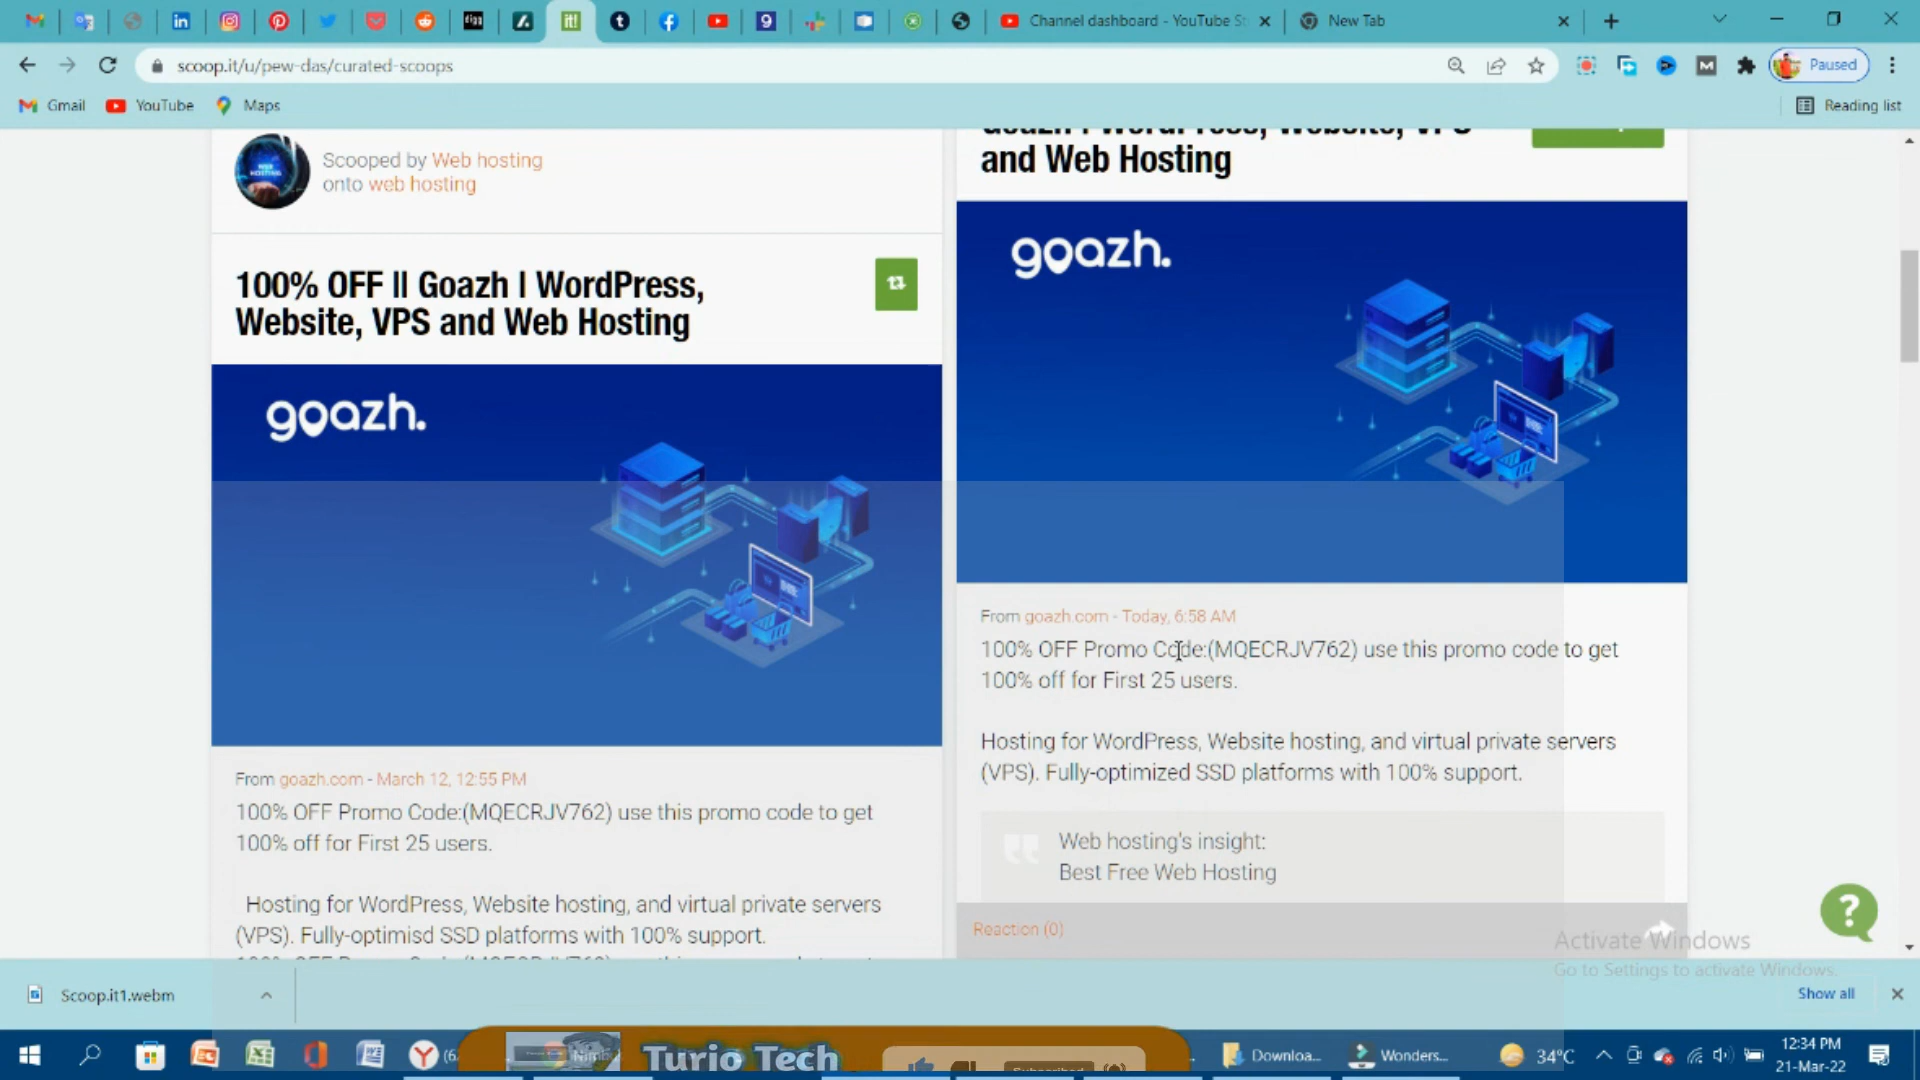 Channel dashboard - YouTube St
New Tab
scoop.it/u/pew-das/curated-scoops
Paused
Gmail
YouTube
Maps
Reading list
Scooped by Web hosting
onto web hosting
100% OFF ll Goazh l WordPress,
Website, VPS and Web Hosting
goazh.
From goazh.com - March 12, 12:55 PM
100% OFF Promo Code:(MQECRJV762) use this promo code to get
100% off for First 25 users.
Hosting for WordPress, Website hosting, and virtual private servers
(VPS). Fully-optimisd SSD platforms with 100% support.
Goazh l WordPress, Website, VPS
and Web Hosting
goazh.
From goazh.com - Today, 6:58 AM
100% OFF Promo Code:(MQECRJV762) use this promo code to get
100% off for First 25 users.
Hosting for WordPress, Website hosting, and virtual private servers
(VPS). Fully-optimized SSD platforms with 100% support.
Web hosting's insight:
Best Free Web Hosting
Reaction (0)
Activate Windows
Go to Settings to activate Windows.
Scoop.it1.webm
Show all
Turio Tech
Subscribed
Downloa...
Wonders...
34°C
12:34 PM
21-Mar-22